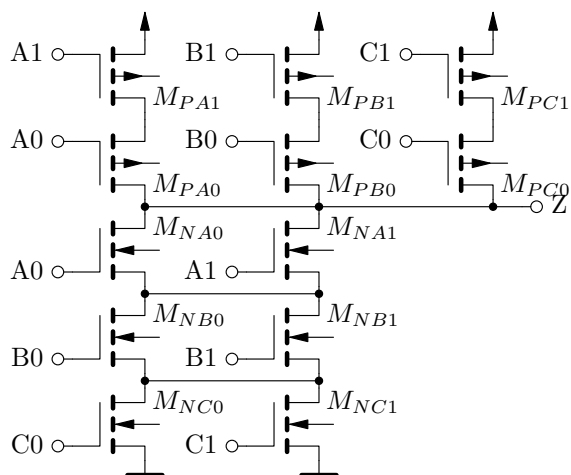 A1 B1 C1
M_{PA1} M_{PB1} M_{PC1}
A0 B0 C0
M_{PA0} M_{PB0} M_{PC0}
Z
M_{NA0} M_{NA1}
A0 A1
M_{NB0} M_{NB1}
B0 B1
M_{NC0} M_{NC1}
C0 C1